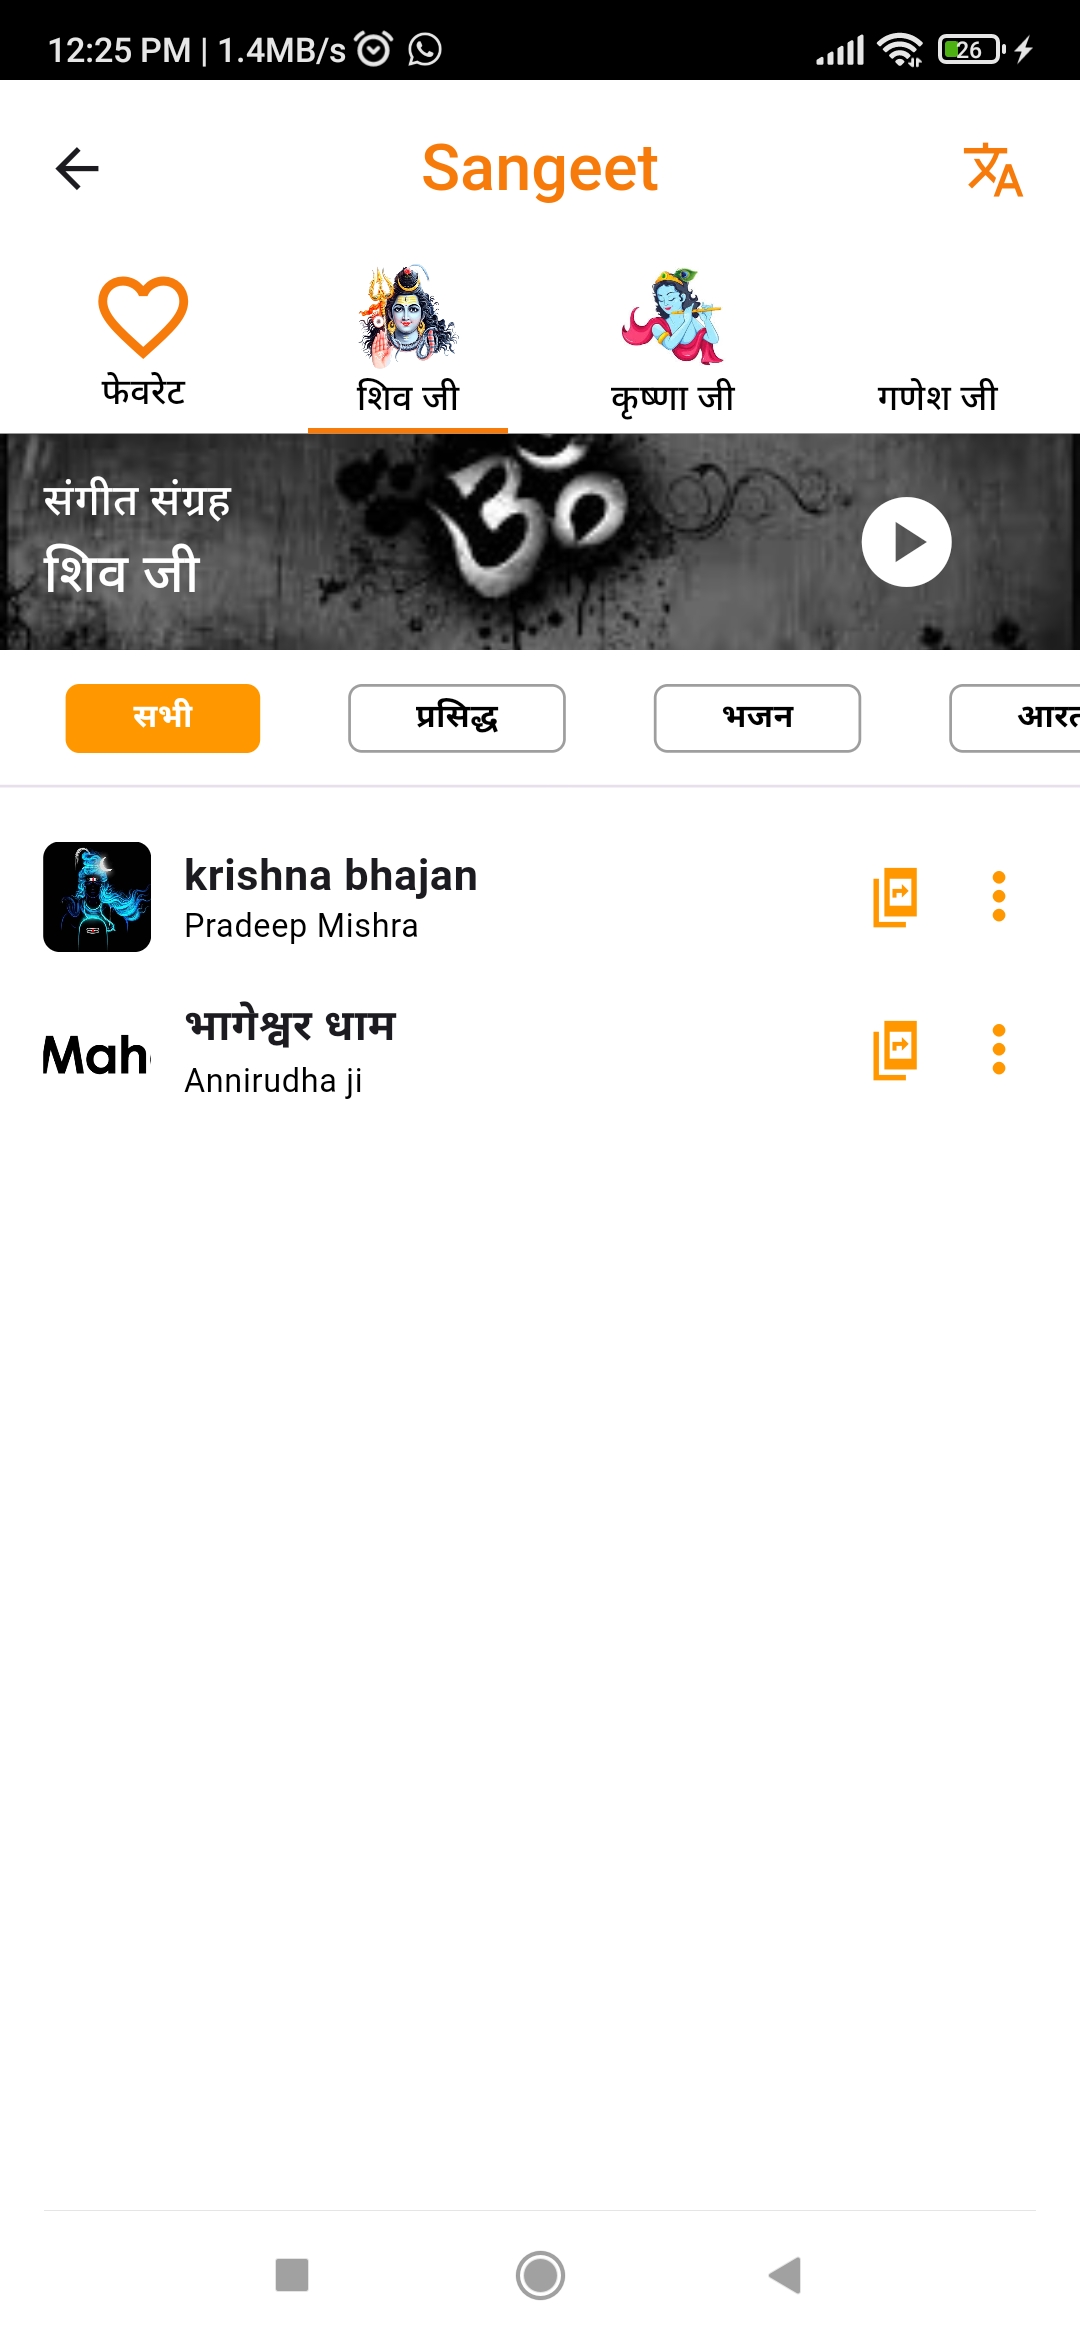 12:25 PM | 1.4MB/s
26
Sangeet
फेवरेट
शिव जी
कृष्णा जी
गणेश जी
संगीत संग्रह
शिव जी
सभी
प्रसिद्ध
भजन
आरत
krishna bhajan
Pradeep Mishra
Mah
भागेश्वर धाम
Annirudha ji